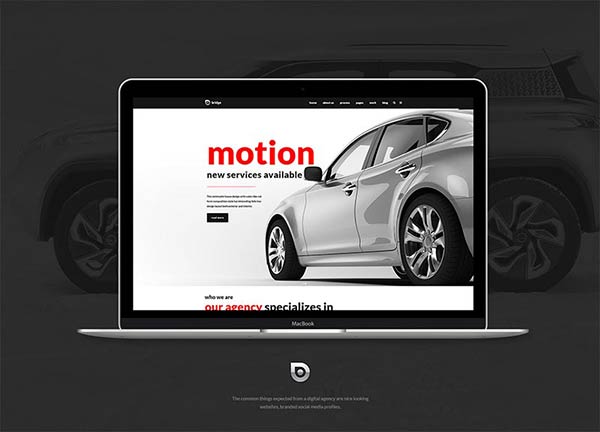 bridge
home about us process pages work blog
motion
new services available
read more
who we are
our agency specializes in
MacBook
The common things expected from a digital agency are nice looking
websites, branded social media profiles.